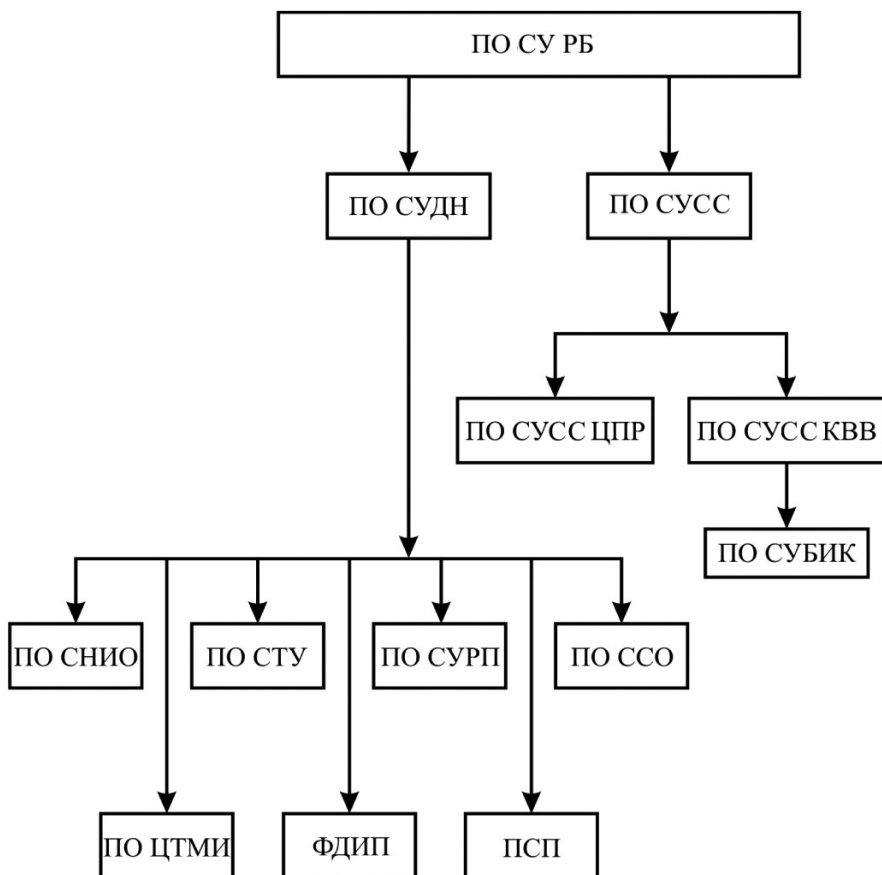 ПО СУ РБ
ПО СУДН
ПО СУСС
ПО СУСС ЦПР
ПО СУСС КВВ
ПО СУБИК
ПО СНИО
ПО СТУ
ПО СУРП
ПО ССО
ПО ЦТМИ
ФДИП
ПСП